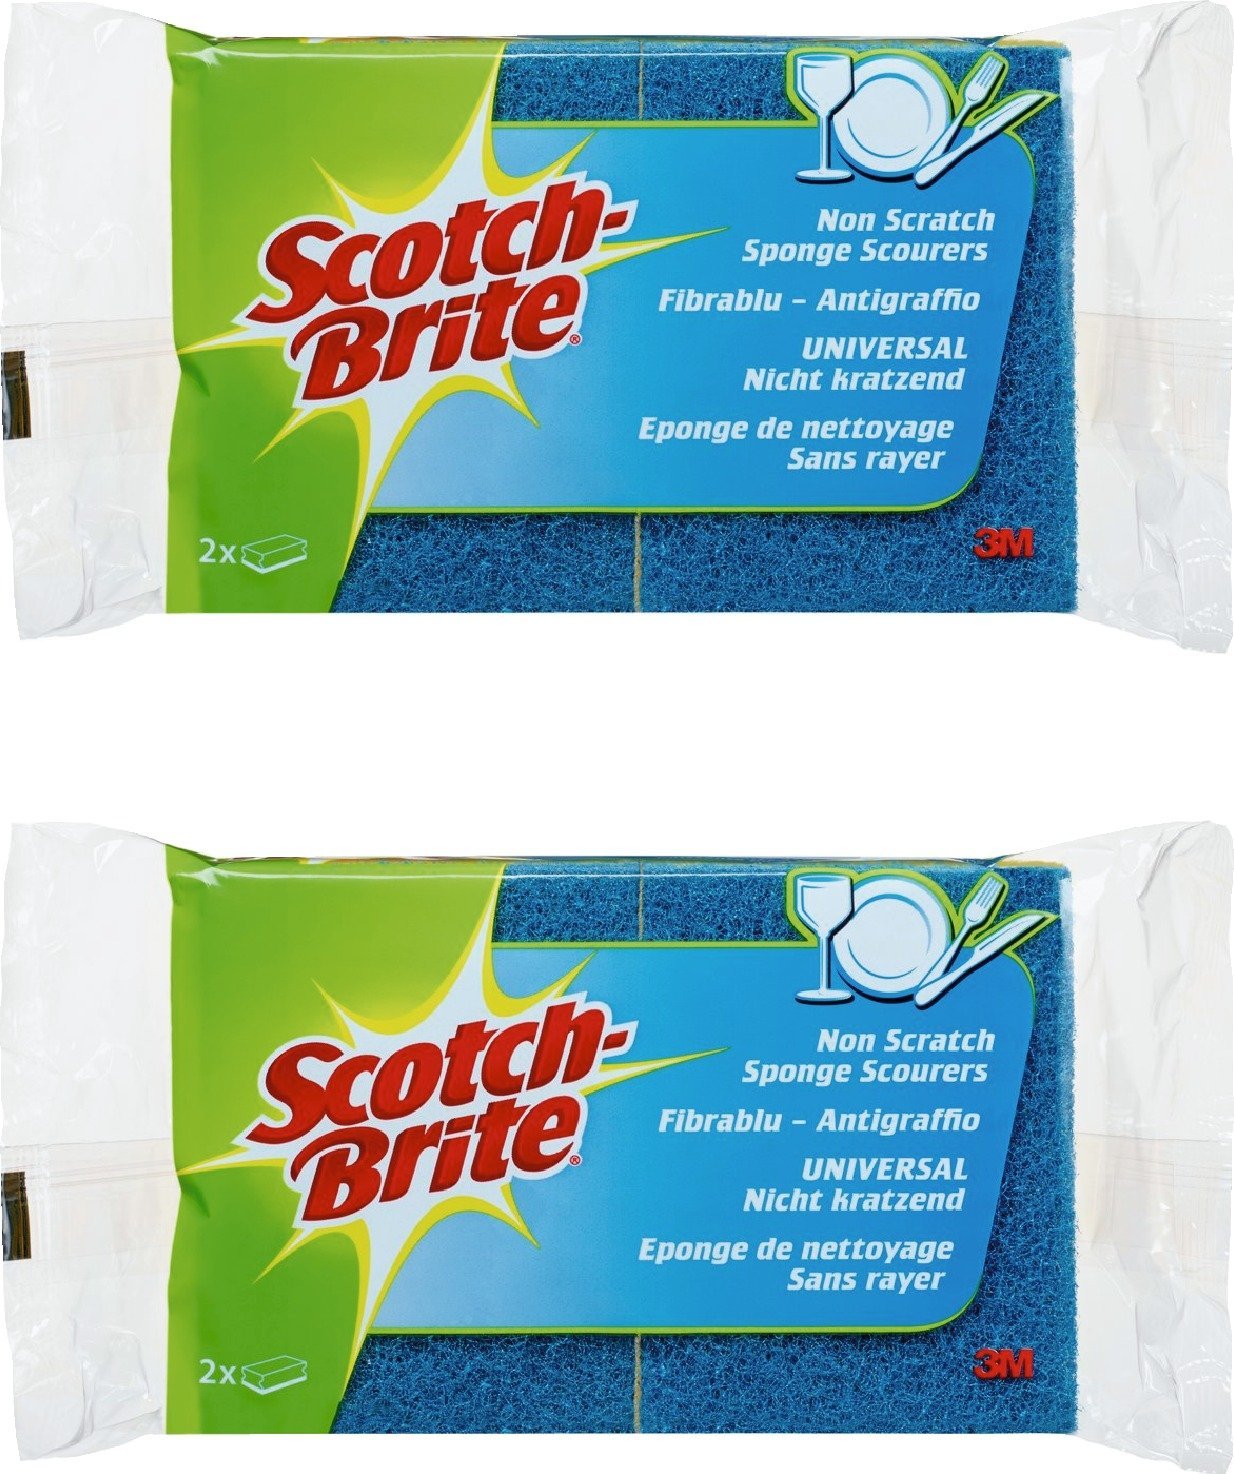 Scotch-
Brite®
Non Scratch
Sponge Scourers
Fibrablu – Antigraffio
UNIVERSAL
Nicht kratzend
Eponge de nettoyage
Sans rayer
2x
3M
Scotch-
Brite®
Non Scratch
Sponge Scourers
Fibrablu – Antigraffio
UNIVERSAL
Nicht kratzend
Eponge de nettoyage
Sans rayer
2x
3M